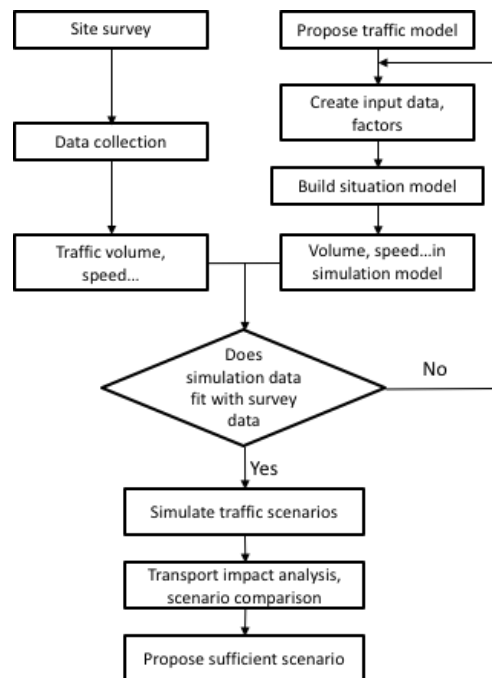 Site survey
Propose traffic model
Create input data,
factors
Data collection
Build situation model
Traffic volume,
speed...
Volume, speed...in
simulation model
Does
simulation data
fit with survey
data
No
Yes
Simulate traffic scenarios
Transport impact analysis,
scenario comparison
Propose sufficient scenario